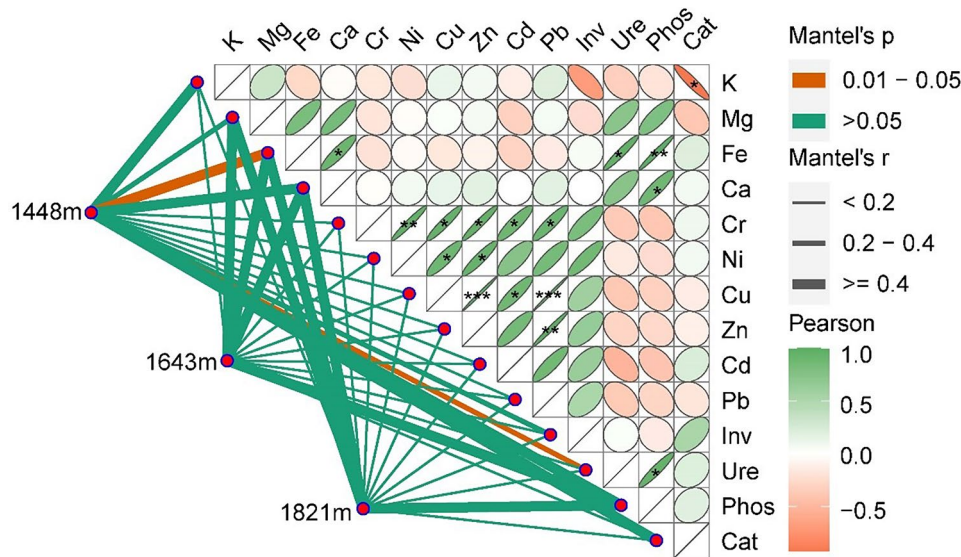 K Mg Fe Ca Cr Ni Cu Zn Cd Pb Inv Ure Phos Cat
* K
Mg
* * ** Fe
* Ca
** * * * * Cr
* * Ni
*** * *** Cu
** Zn
Cd
Pb
Inv
* Ure
Phos
Cat
1448m
1643m
1821m
Mantel's p
0.01 – 0.05
>0.05
Mantel's r
< 0.2
0.2 – 0.4
>= 0.4
Pearson
1.0
0.5
0.0
−0.5